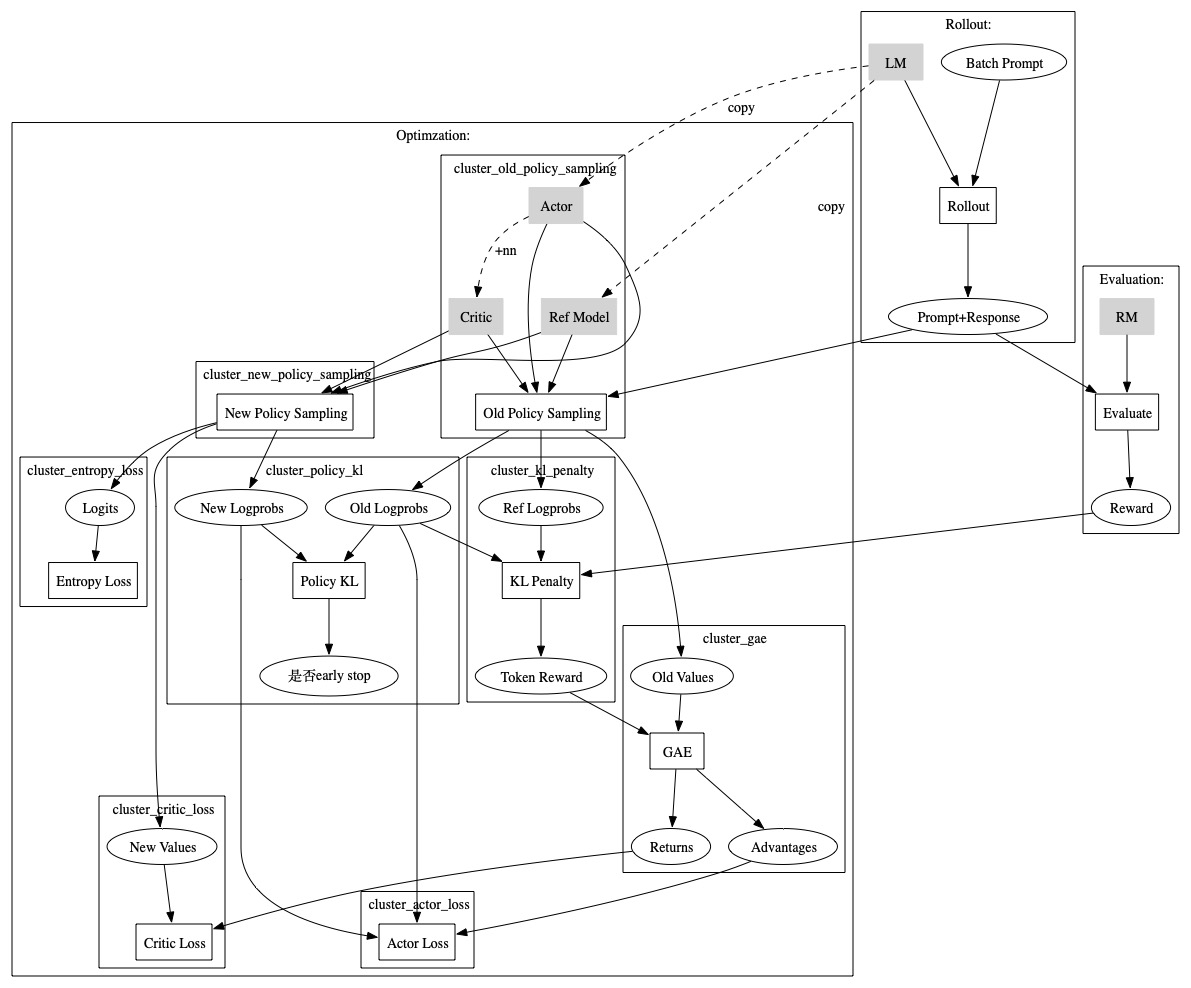 Rollout:
LM
Batch Prompt
copy
Optimzation:
cluster_old_policy_sampling
Actor
Rollout
copy
+nn
Evaluation:
Critic
Ref Model
Prompt+Response
RM
cluster_new_policy_sampling
New Policy Sampling
Old Policy Sampling
Evaluate
cluster_entropy_loss
cluster_policy_kl
cluster_kl_penalty
Logits
New Logprobs
Old Logprobs
Ref Logprobs
Reward
Entropy Loss
Policy KL
KL Penalty
cluster_gae
是否early stop
Token Reward
Old Values
GAE
cluster_critic_loss
New Values
Returns
Advantages
cluster_actor_loss
Critic Loss
Actor Loss